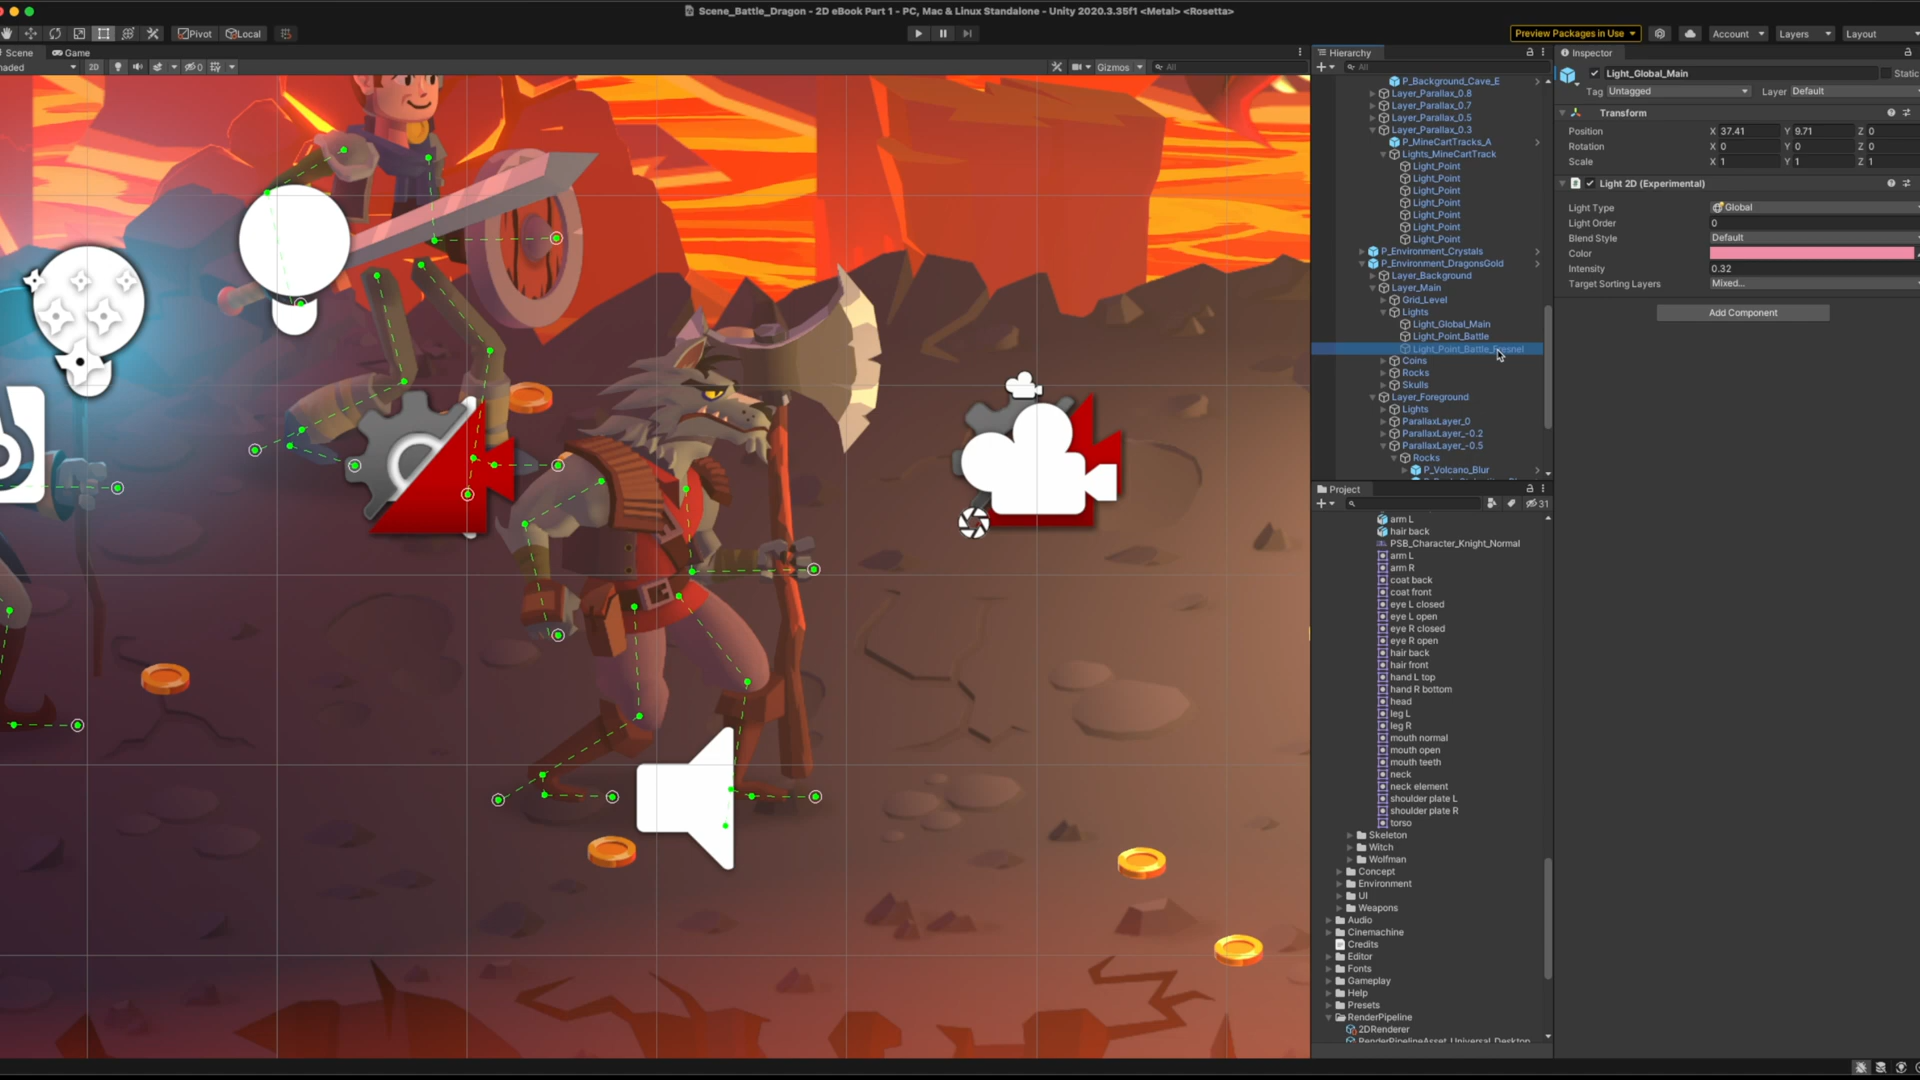 Scene_Battle_Dragon - 2D eBook Part 1 - PC, Mac & Linux Standalone - Unity 2020.3.35f1 <Metal> <Rosetta>
Pivot Local Preview Packages in Use Account Layers Layout
Scene Game Hierarchy Inspector
haded 2D 0 Gizmos All All
Light_Global_Main Static
Tag Untagged Layer Default
Transform
Position X 37.41 Y 9.71 Z 0
Rotation X 0 Y 0 Z 0
Scale X 1 Y 1 Z 1
Light 2D (Experimental)
Light Type Global
Light Order 0
Blend Style Default
Color
Intensity 0.32
Target Sorting Layers Mixed...
Add Component
P_Background_Cave_E
Layer_Parallax_0.8
Layer_Parallax_0.7
Layer_Parallax_0.5
Layer_Parallax_0.3
P_MineCartTracks_A
Lights_MineCartTrack
Light_Point
Light_Point
Light_Point
Light_Point
Light_Point
Light_Point
Light_Point
P_Environment_Crystals
P_Environment_DragonsGold
Layer_Background
Layer_Main
Grid_Level
Lights
Light_Global_Main
Light_Point_Battle
Light_Point_Battle_Fresnel
Coins
Rocks
Skulls
Layer_Foreground
Lights
ParallaxLayer_0
ParallaxLayer_-0.2
ParallaxLayer_-0.5
Rocks
P_Volcano_Blur
Project
31
arm L
hair back
PSB_Character_Knight_Normal
arm L
arm R
coat back
coat front
eye L closed
eye L open
eye R closed
eye R open
hair back
hair front
hand L top
hand R bottom
head
leg L
leg R
mouth normal
mouth open
mouth teeth
neck
neck element
shoulder plate L
shoulder plate R
torso
Skeleton
Witch
Wolfman
Concept
Environment
UI
Weapons
Audio
Cinemachine
Credits
Editor
Fonts
Gameplay
Help
Presets
RenderPipeline
2DRenderer
RenderPipelineAsset_Universal_Desktop